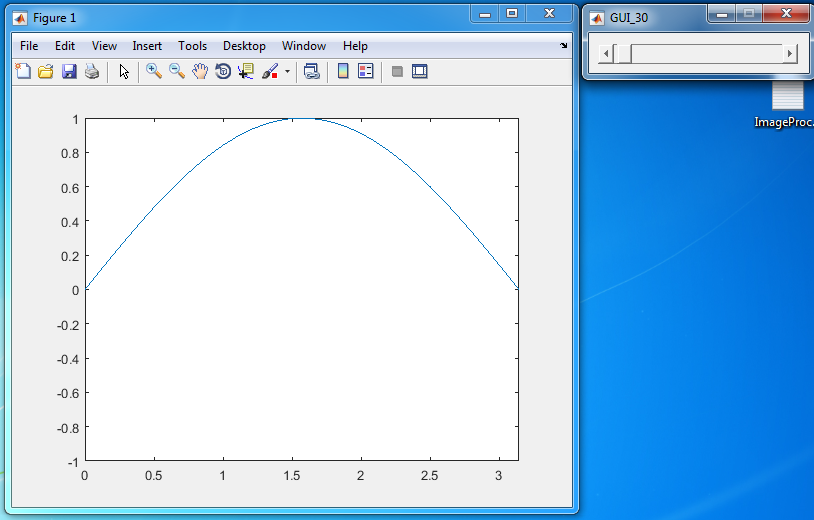 Figure 1
File Edit View Insert Tools Desktop Window Help
1
0.8
0.6
0.4
0.2
0
-0.2
-0.4
-0.6
-0.8
-1
0 0.5 1 1.5 2 2.5 3
GUI_30
ImageProc.